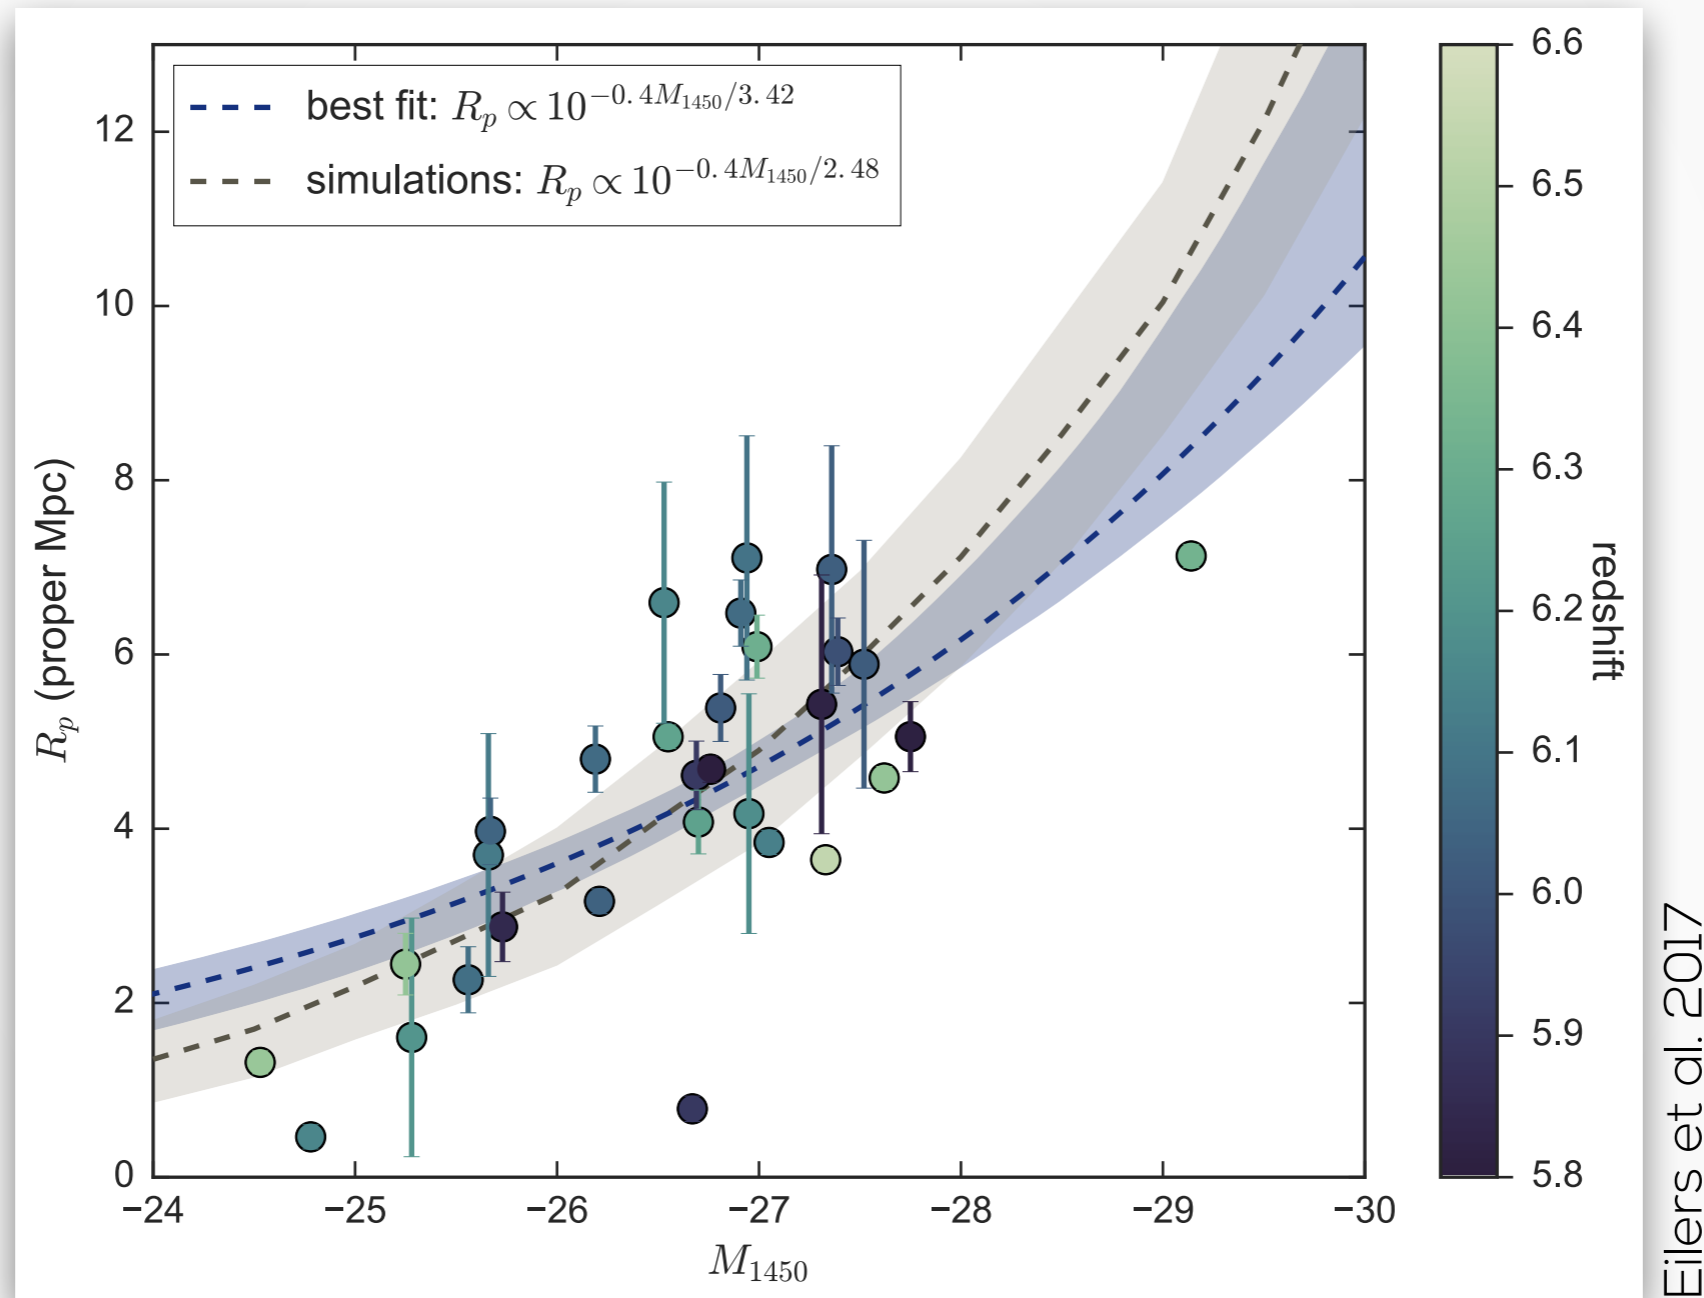 best fit: R_p ∝ 10^{-0.4M_{1450}/3.42}
simulations: R_p ∝ 10^{-0.4M_{1450}/2.48}
12
10
8
6
4
2
0
R_p (proper Mpc)
−24 −25 −26 −27 −28 −29 −30
M_{1450}
6.6
6.5
6.4
6.3
6.2
6.1
6.0
5.9
5.8
redshift
Eilers et al. 2017